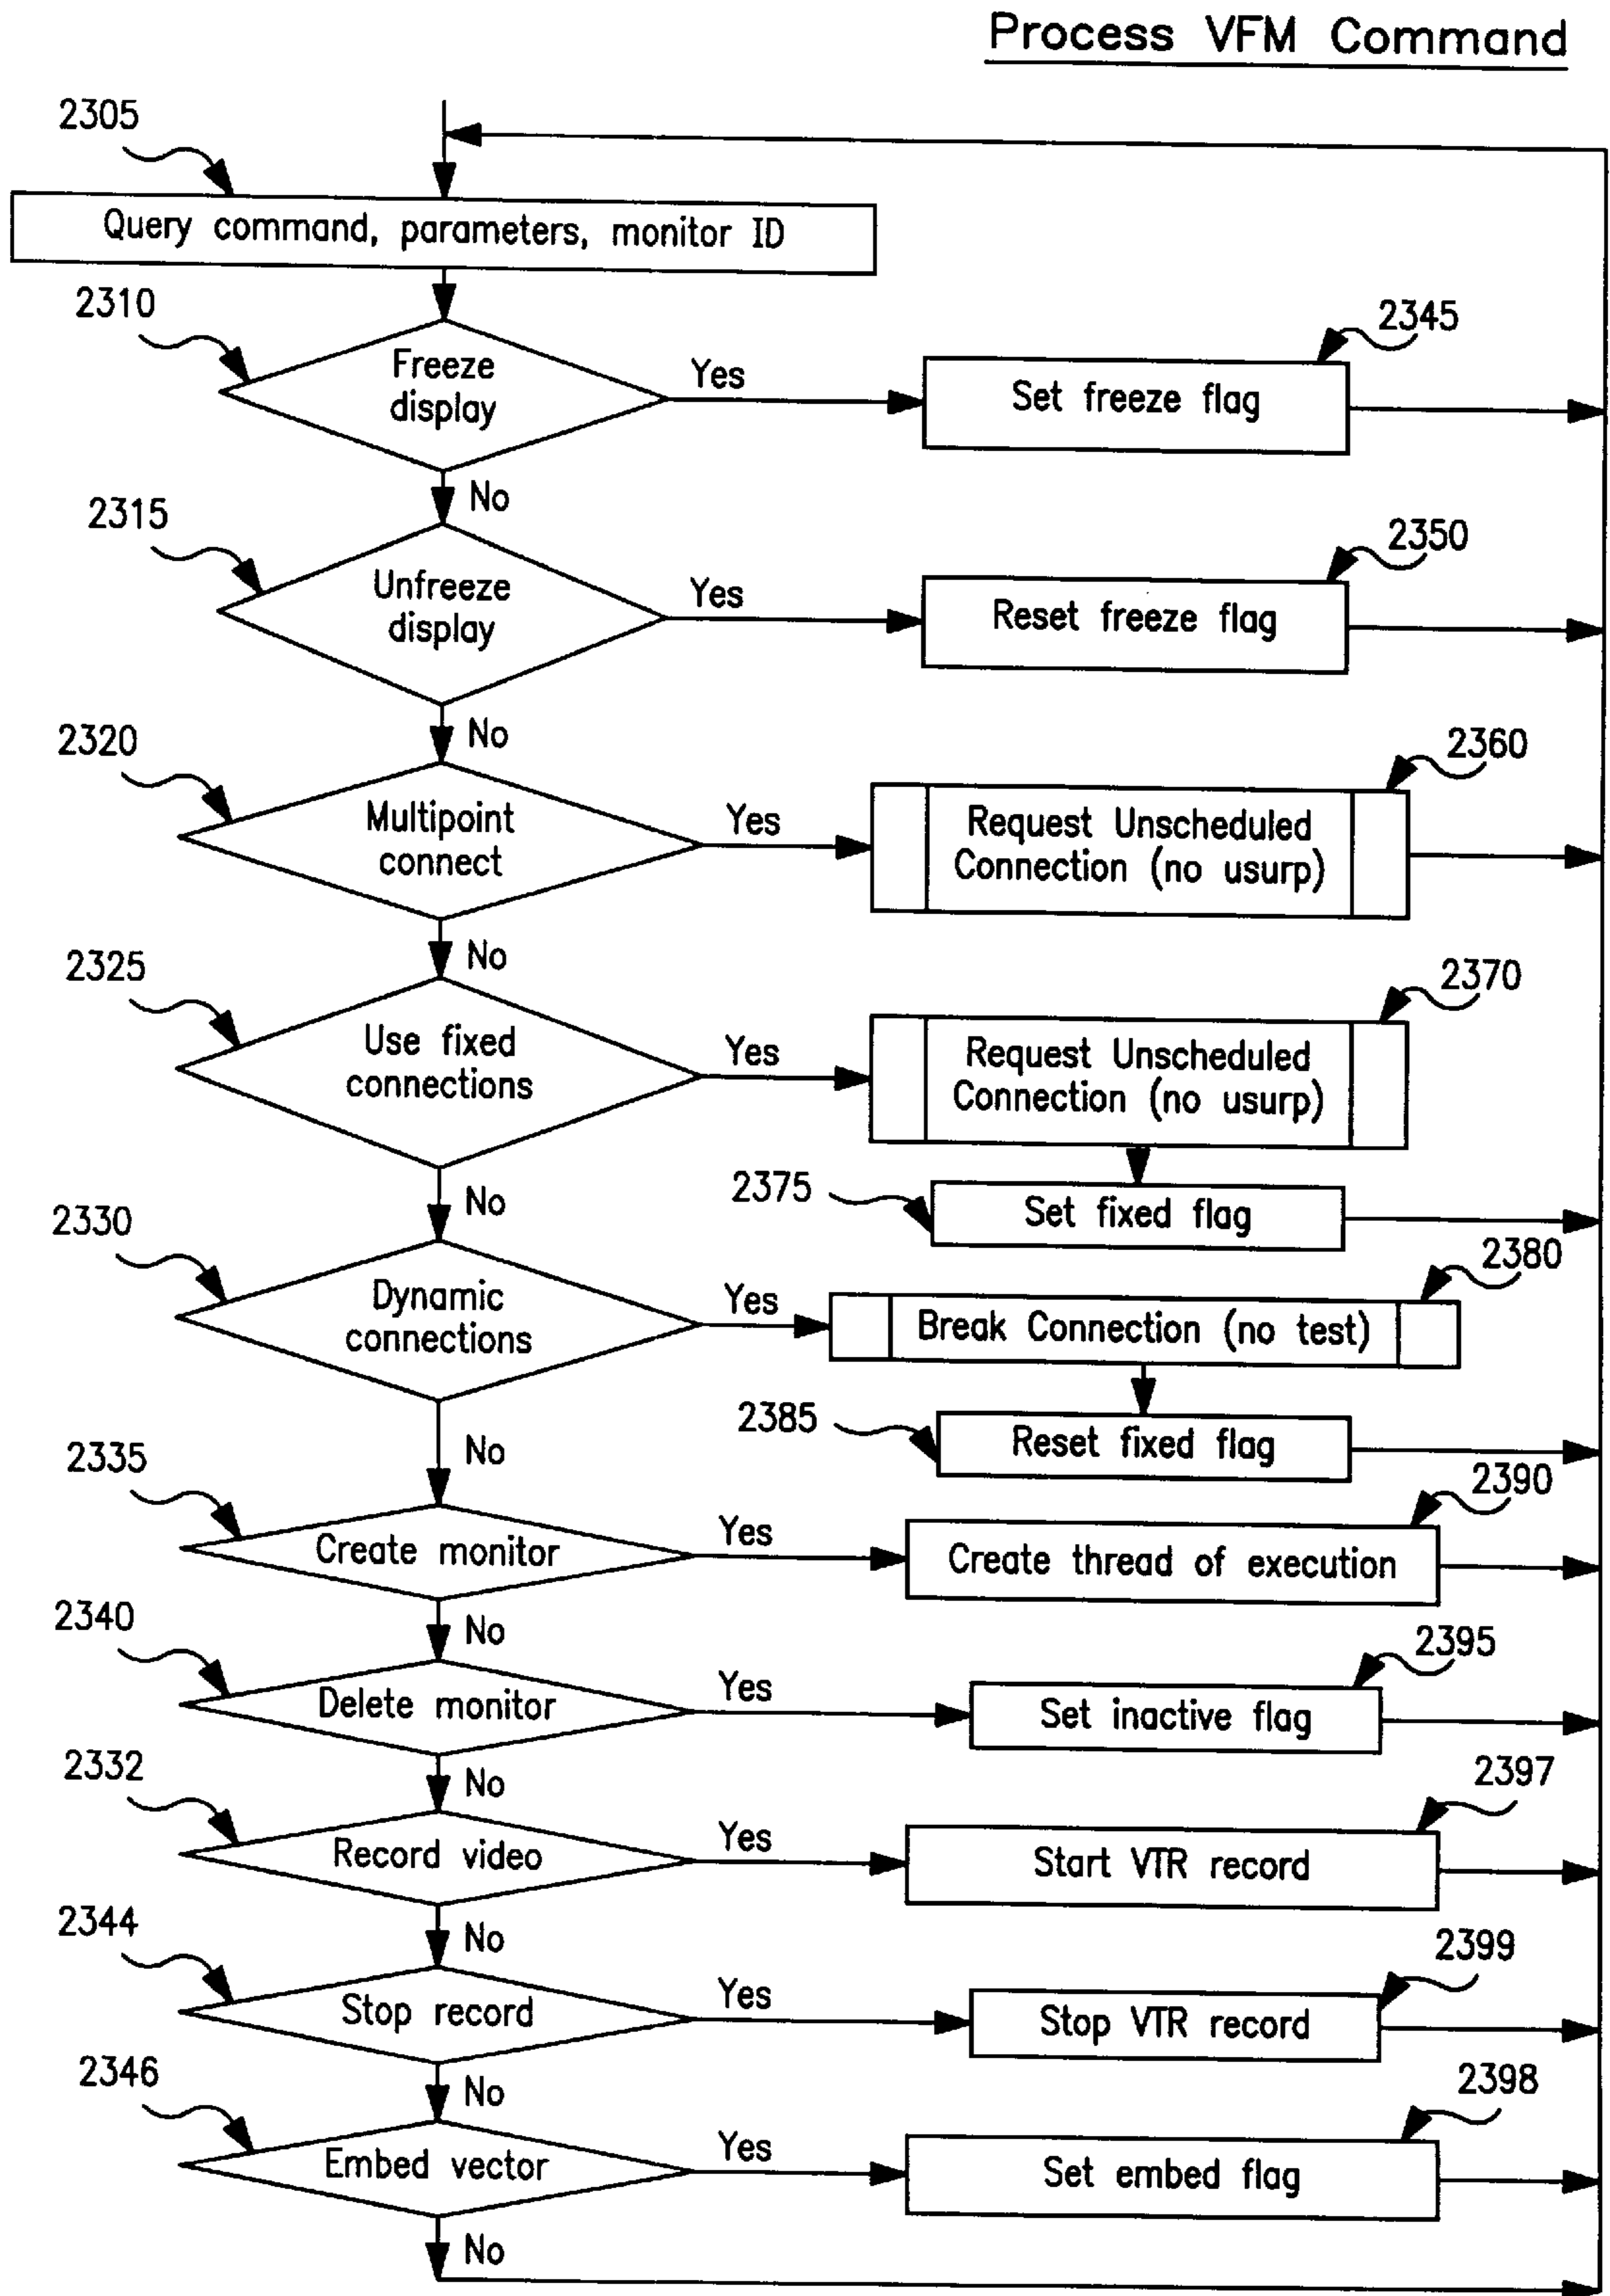 Process VFM Command
2305
Query command, parameters, monitor ID
2310
Freeze
display
Yes
2345
Set freeze flag
No
2315
Unfreeze
display
Yes
2350
Reset freeze flag
No
2320
Multipoint
connect
Yes
2360
Request Unscheduled
Connection (no usurp)
No
2325
Use fixed
connections
Yes
2370
Request Unscheduled
Connection (no usurp)
2375
Set fixed flag
No
2330
Dynamic
connections
Yes
2380
Break Connection (no test)
2385
Reset fixed flag
No
2335
Create monitor
Yes
2390
Create thread of execution
No
2340
Delete monitor
Yes
2395
Set inactive flag
No
2332
Record video
Yes
2397
Start VTR record
No
2344
Stop record
Yes
2399
Stop VTR record
No
2346
Embed vector
Yes
2398
Set embed flag
No